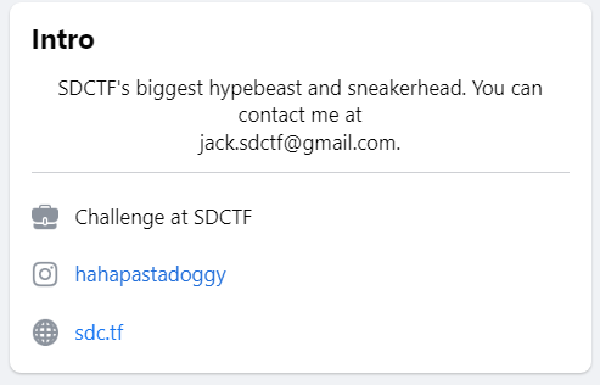 Intro
SDCTF's biggest hypebeast and sneakerhead. You can
contact me at
jack.sdctf@gmail.com.
Challenge at SDCTF
hahapastadoggy
sdc.tf